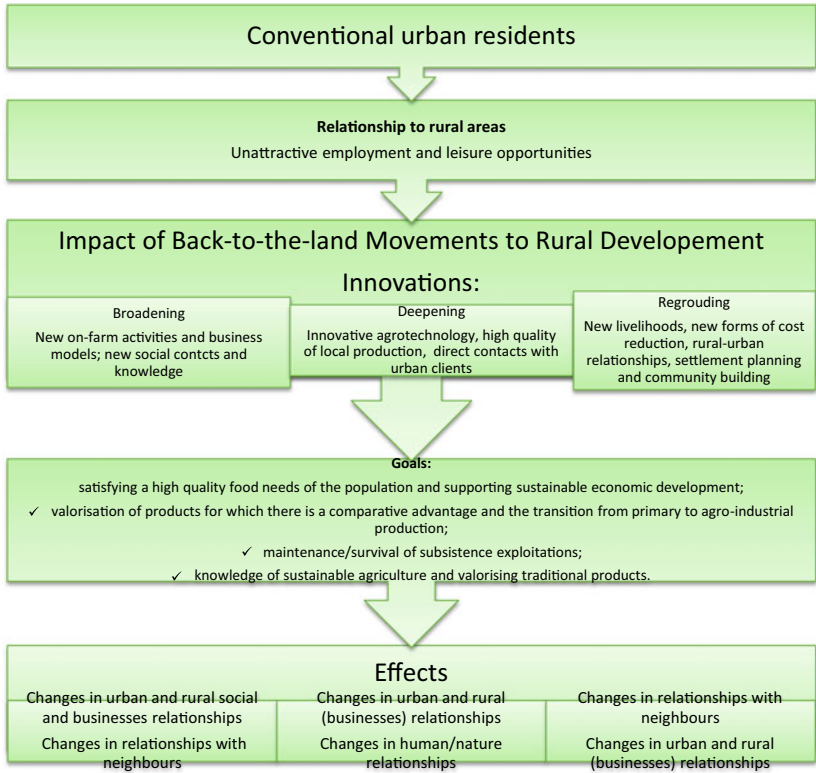 Conventional urban residents
Relationship to rural areas
Unattractive employment and leisure opportunities
Impact of Back-to-the-land Movements to Rural Developement
Innovations:
Broadening
New on-farm activities and business
models; new social contcts and
knowledge
Deepening
Innovative agrotechnology, high quality
of local production, direct contacts with
urban clients
Regrouding
New livelihoods, new forms of cost
reduction, rural-urban
relationships, settlement planning
and community building
Goals:
satisfying a high quality food needs of the population and supporting sustainable economic development;
✓ valorisation of products for which there is a comparative advantage and the transition from primary to agro-industrial
production;
✓ maintenance/survival of subsistence exploitations;
✓ knowledge of sustainable agriculture and valorising traditional products.
Effects
Changes in urban and rural social
and businesses relationships
Changes in relationships with
neighbours
Changes in urban and rural
(businesses) relationships
Changes in human/nature
relationships
Changes in relationships with
neighbours
Changes in urban and rural
(businesses) relationships